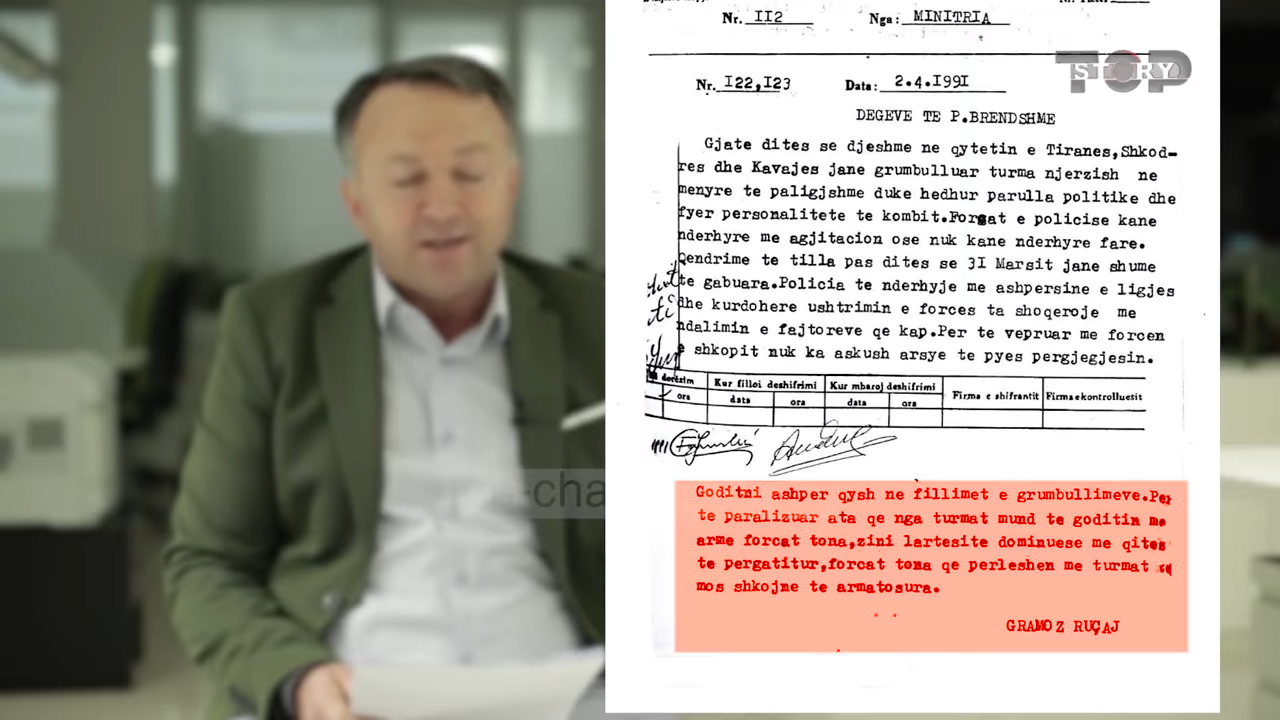 Nr. II2 Nga: MINITRIA
TOP STORY
Nr. I22,I23 Data: 2.4.1991
DEGEVE TE P.BRENDSHME
Gjate dites se djeshme ne qytetin e Tiranes,Shkod-
res dhe Kavajes jane grumbulluar turma njerzish ne
menyre te paligjshme duke hedhur parulla politike dhe
fyer personalitete te kombit.Forcat e policise kane
nderhyre me agjitacion ose nuk kane nderhyre fare.
Qendrime te tilla pas dites se 3I Marsit jane shume
te gabuara.Policia te nderhyje me ashpersine e ligjes
dhe kurdohere ushtrimin e forces ta shoqeroje me
ndalimin e fajtoreve qe kap.Per te vepruar me forcen
e shkopit nuk ka askush arsye te pyes pergjegjesin.
dorëzim Kur filloi deshifrimi Kur mbaroj deshifrimi Firma e shifrantit Firma e kontrolluesit
ora data ora data ora
-cha
Goditni ashper qysh ne fillimet e grumbullimeve.Per
te paralizuar ata qe nga turmat mund te goditin me
arme forcat tona,zini lartesite dominuese me qites
te pergatitur,forcat tona qe perleshen me turmat
mos shkojne te armatosura.
GRAMOZ RUÇAJ